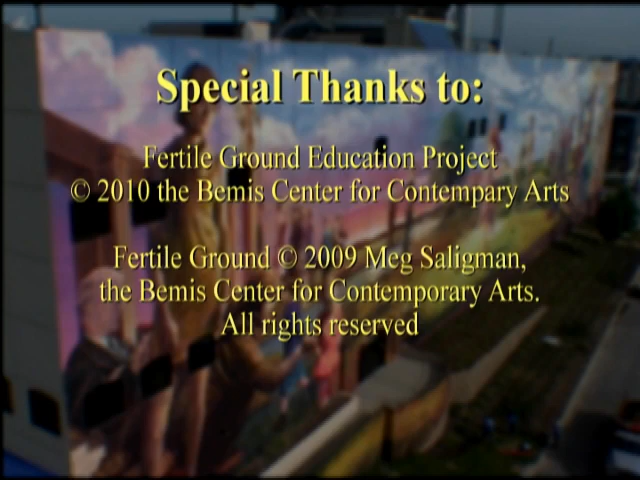 Special Thanks to:
Fertile Ground Education Project
© 2010 the Bemis Center for Contempary Arts
Fertile Ground © 2009 Meg Saligman,
the Bemis Center for Contemporary Arts.
All rights reserved